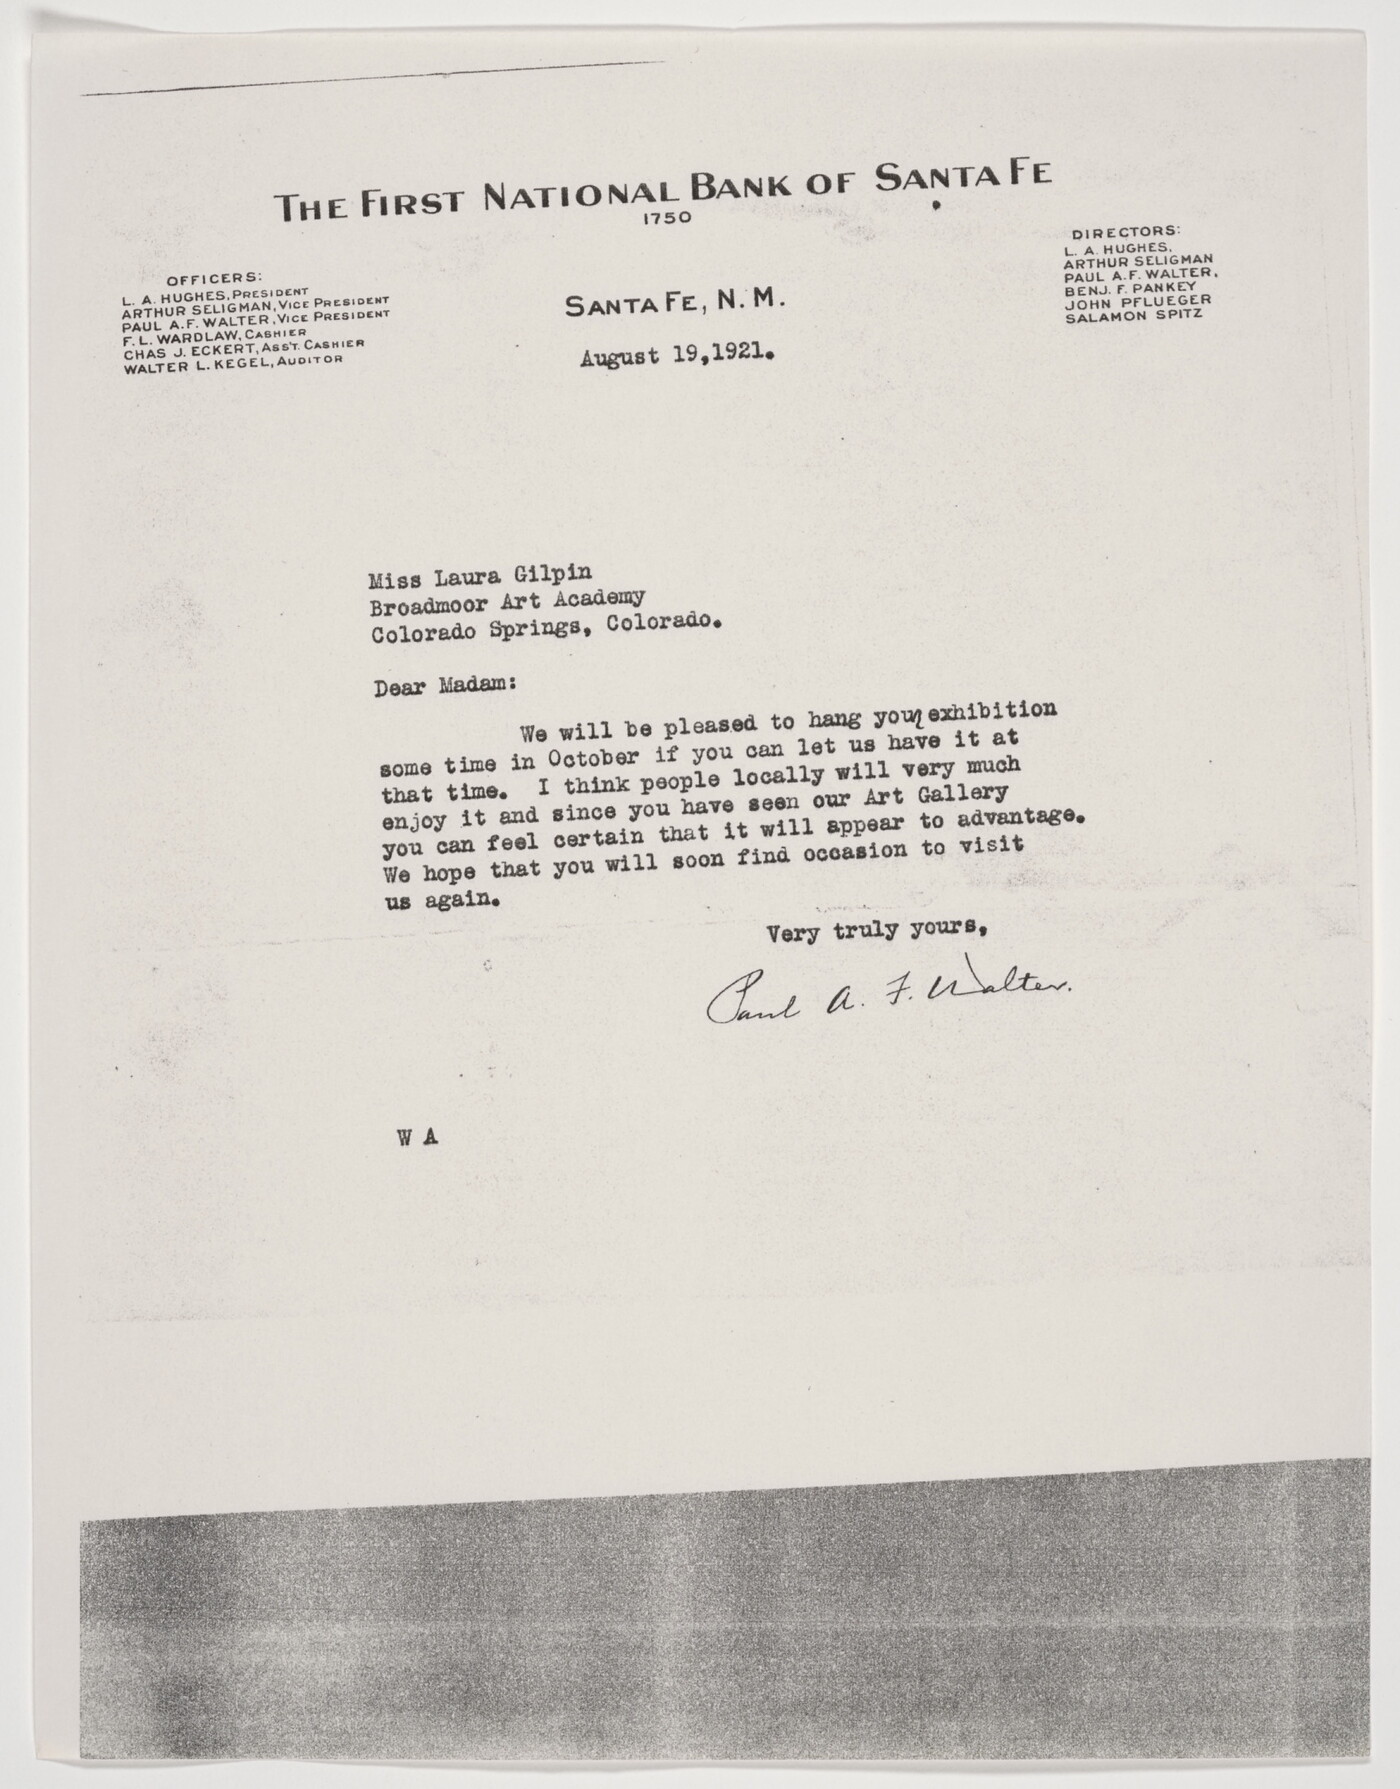 THE FIRST NATIONAL BANK OF SANTA FE
1750
OFFICERS:
L. A. HUGHES, PRESIDENT
ARTHUR SELIGMAN, VICE PRESIDENT
PAUL A. F. WALTER, VICE PRESIDENT
F. L. WARDLAW, CASHIER
CHAS J. ECKERT, ASS'T. CASHIER
WALTER L. KEGEL, AUDITOR
DIRECTORS:
L. A. HUGHES,
ARTHUR SELIGMAN
PAUL A. F. WALTER,
BENJ. F. PANKEY
JOHN PFLUEGER
SALAMON SPITZ
SANTA FE, N. M.
August 19,1921.
Miss Laura Gilpin
Broadmoor Art Academy
Colorado Springs, Colorado.
Dear Madam:
We will be pleased to hang your exhibition
some time in October if you can let us have it at
that time. I think people locally will very much
enjoy it and since you have seen our Art Gallery
you can feel certain that it will appear to advantage.
We hope that you will soon find occasion to visit
us again.
Very truly yours,
Paul A. F. Walter.
W A